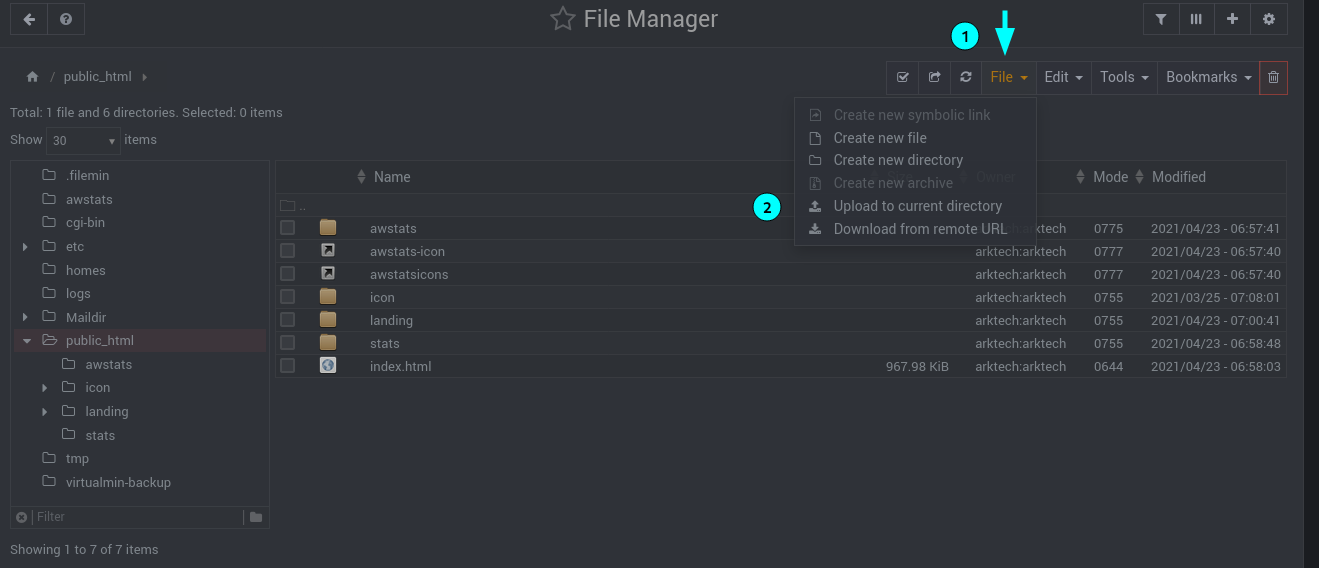 File Manager
1
/ public_html
File Edit Tools Bookmarks
Total: 1 file and 6 directories. Selected: 0 items
Show 30 items
Create new symbolic link
Create new file
Create new directory
Create new archive
Upload to current directory
Download from remote URL
2
.filemin
awstats
cgi-bin
etc
homes
logs
Maildir
public_html
awstats
icon
landing
stats
tmp
virtualmin-backup
Filter
Name Size Owner Mode Modified
..
awstats 0775 2021/04/23 - 06:57:41
awstats-icon arktech:arktech 0777 2021/04/23 - 06:57:40
awstatsicons arktech:arktech 0777 2021/04/23 - 06:57:40
icon arktech:arktech 0755 2021/03/25 - 07:08:01
landing arktech:arktech 0755 2021/04/23 - 07:00:41
stats arktech:arktech 0755 2021/04/23 - 06:58:48
index.html 967.98 KiB arktech:arktech 0644 2021/04/23 - 06:58:03
Showing 1 to 7 of 7 items